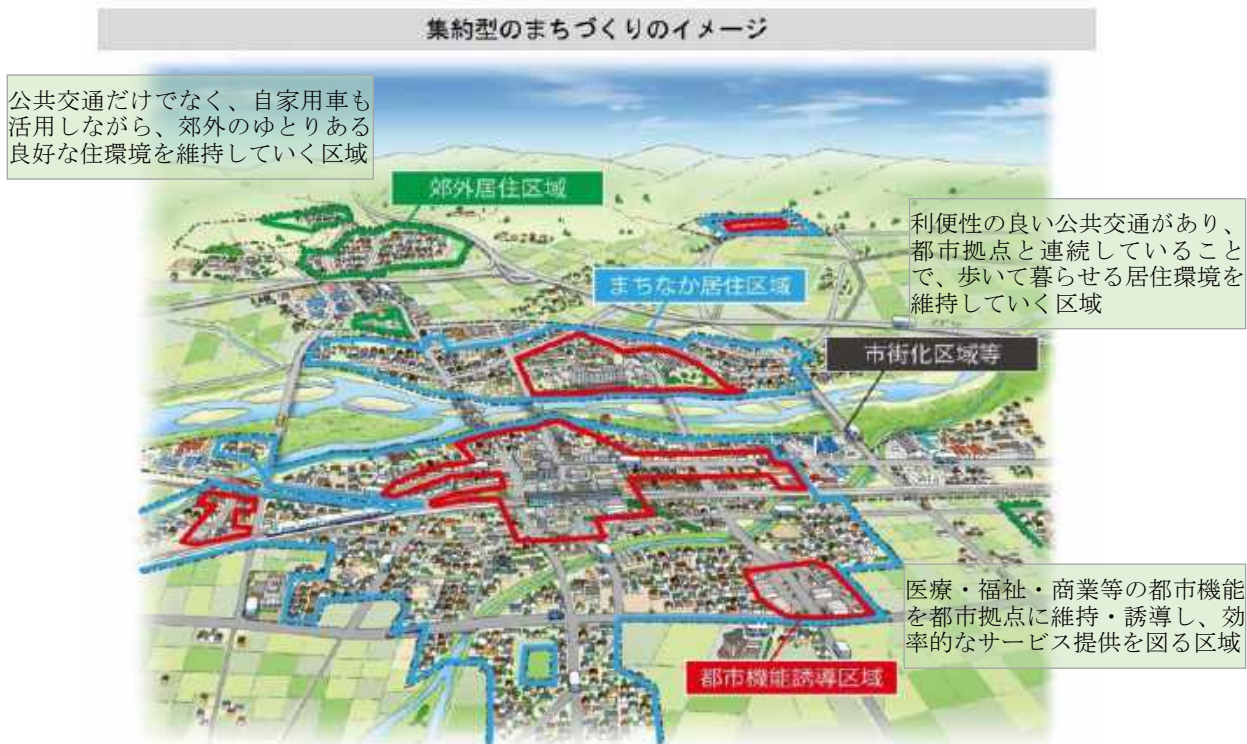 集約型のまちづくりのイメージ
公共交通だけでなく、自家用車も
活用しながら、郊外のゆとりある
良好な住環境を維持していく区域
郊外居住区域
利便性の良い公共交通があり、
都市拠点と連続していること
で、歩いて暮らせる居住環境を
維持していく区域
まちなか居住区域
市街化区域等
医療・福祉・商業等の都市機能
を都市拠点に維持・誘導し、効
率的なサービス提供を図る区域
都市機能誘導区域